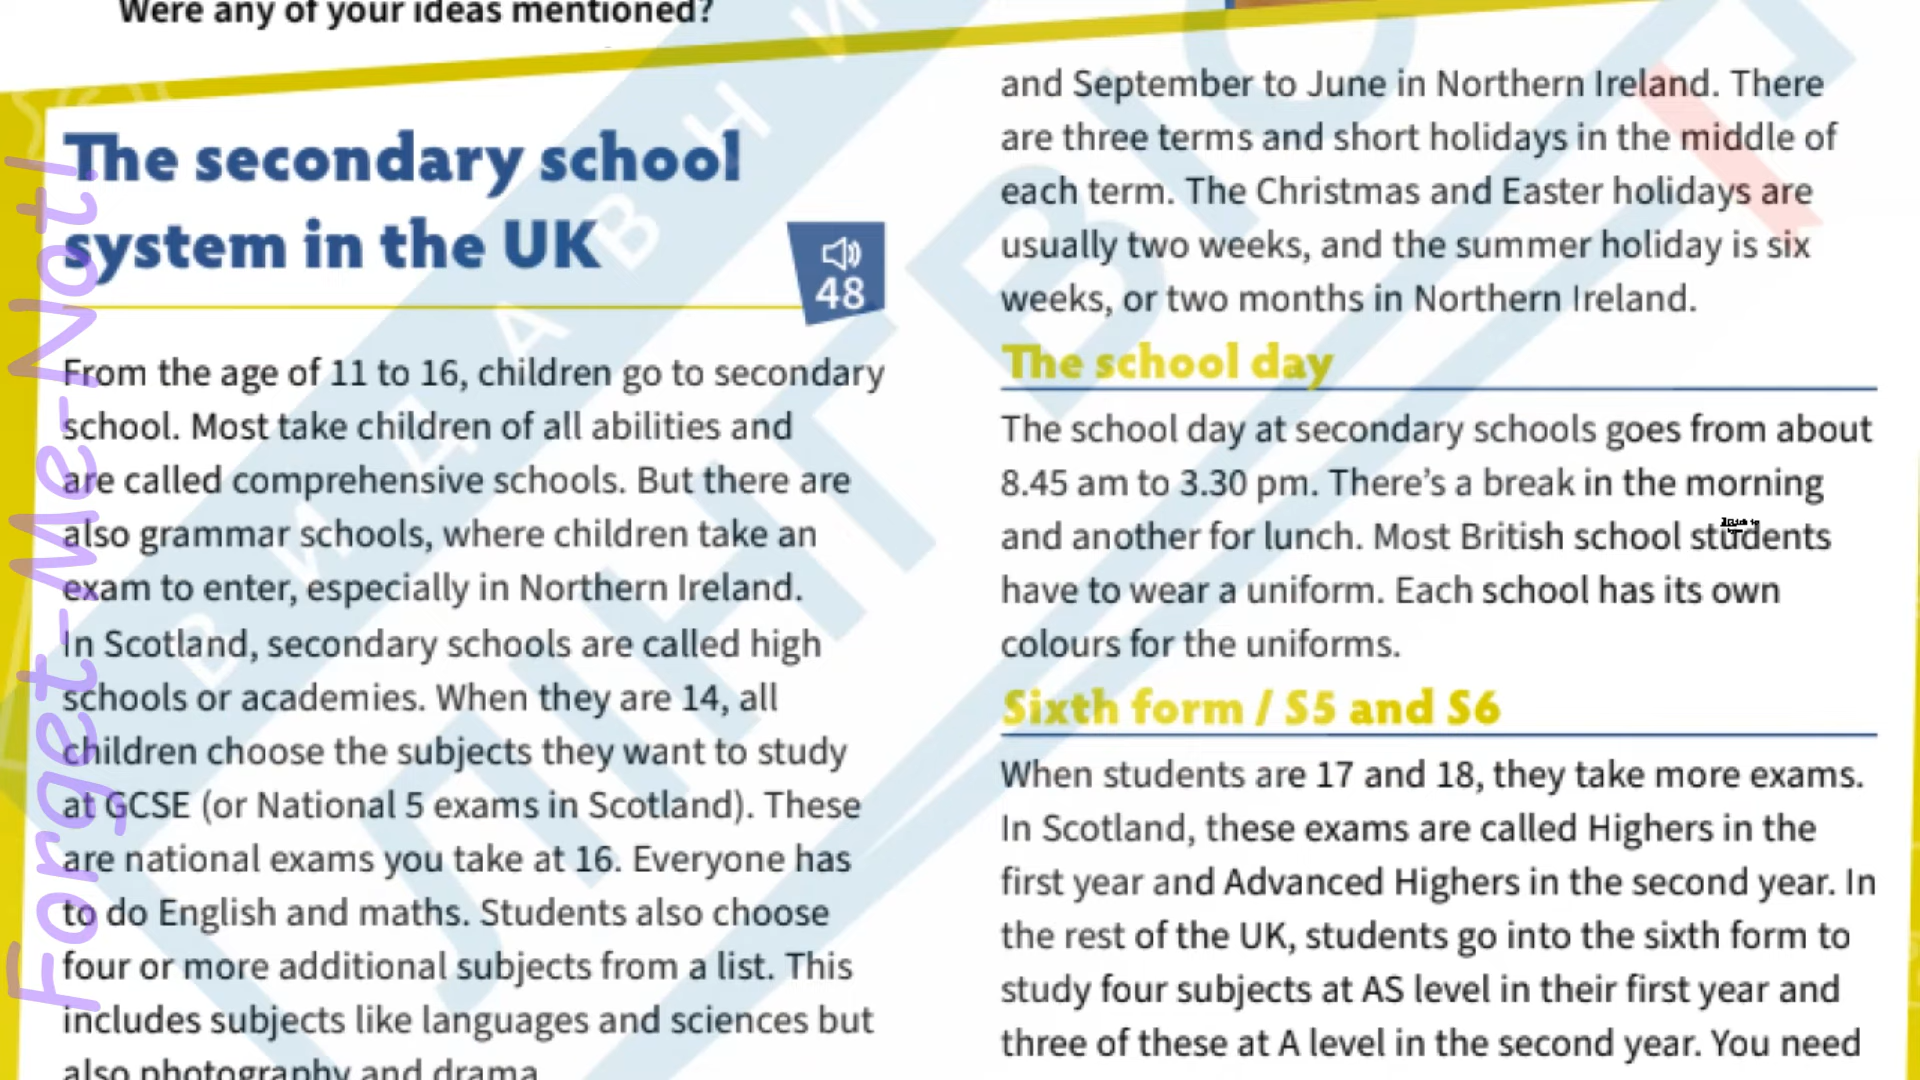 Were any of your ideas mentioned?
The secondary school
system in the UK
48
From the age of 11 to 16, children go to secondary
school. Most take children of all abilities and
are called comprehensive schools. But there are
also grammar schools, where children take an
exam to enter, especially in Northern Ireland.
In Scotland, secondary schools are called high
schools or academies. When they are 14, all
children choose the subjects they want to study
at GCSE (or National 5 exams in Scotland). These
are national exams you take at 16. Everyone has
to do English and maths. Students also choose
four or more additional subjects from a list. This
includes subjects like languages and sciences but
also photography and drama.
and September to June in Northern Ireland. There
are three terms and short holidays in the middle of
each term. The Christmas and Easter holidays are
usually two weeks, and the summer holiday is six
weeks, or two months in Northern Ireland.
The school day
The school day at secondary schools goes from about
8.45 am to 3.30 pm. There's a break in the morning
and another for lunch. Most British school students
have to wear a uniform. Each school has its own
colours for the uniforms.
Sixth form / S5 and S6
When students are 17 and 18, they take more exams.
In Scotland, these exams are called Highers in the
first year and Advanced Highers in the second year. In
the rest of the UK, students go into the sixth form to
study four subjects at AS level in their first year and
three of these at A level in the second year. You need
Forget-Me-Not!